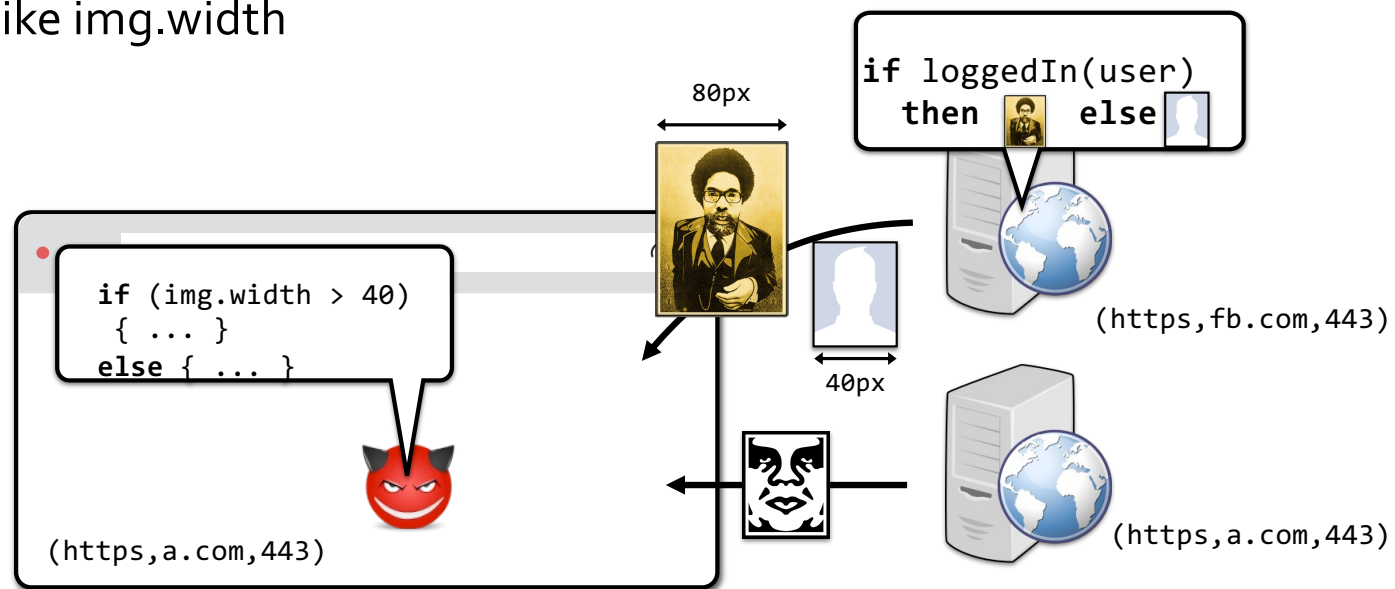 ike img.width
if loggedIn(user)
then else
80px
if (img.width > 40)
{ ... }
else { ... }
(https,fb.com,443)
40px
(https,a.com,443)
(https,a.com,443)